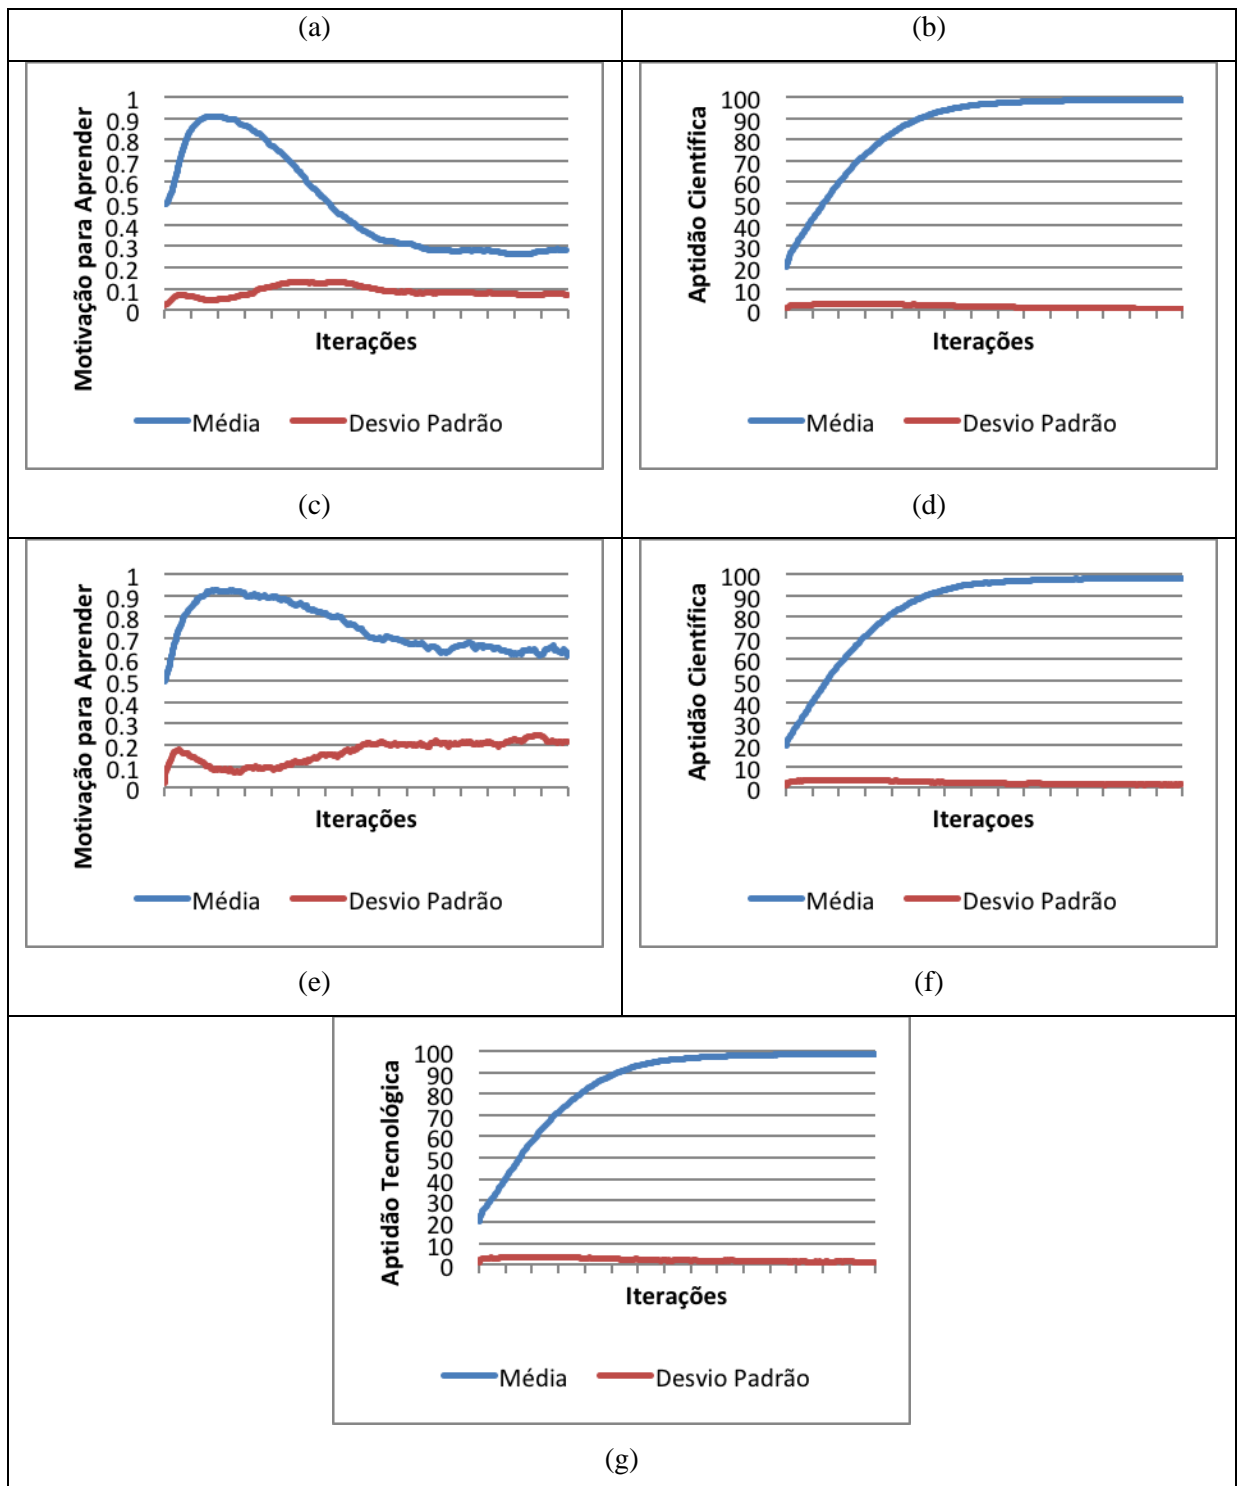 (a)
(b)
Motivação para Aprender
1
0.9
0.8
0.7
0.6
0.5
0.4
0.3
0.2
0.1
0
Iterações
Média
Desvio Padrão
(c)
Aptidão Científica
100
90
80
70
60
50
40
30
20
10
0
Iterações
Média
Desvio Padrão
(d)
Motivação para Aprender
1
0.9
0.8
0.7
0.6
0.5
0.4
0.3
0.2
0.1
0
Iterações
Média
Desvio Padrão
(e)
Aptidão Científica
100
90
80
70
60
50
40
30
20
10
0
Iteraçoes
Média
Desvio Padrão
(f)
Aptidão Tecnológica
100
90
80
70
60
50
40
30
20
10
0
Iterações
Média
Desvio Padrão
(g)